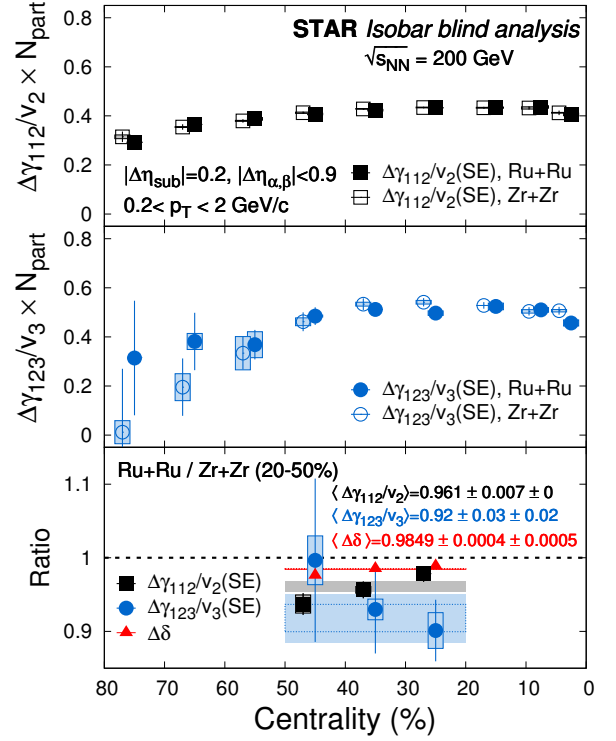 STAR Isobar blind analysis
√sNN = 200 GeV
Δγ112/v2 × Npart
0.8
0.6
0.4
0.2
0
|Δηsub|=0.2, |Δηα,β|<0.9
0.2< pT < 2 GeV/c
Δγ112/v2(SE), Ru+Ru
Δγ112/v2(SE), Zr+Zr
Δγ123/v3 × Npart
0.8
0.6
0.4
0.2
0
Δγ123/v3(SE), Ru+Ru
Δγ123/v3(SE), Zr+Zr
Ratio
1.1
1
0.9
Ru+Ru / Zr+Zr (20-50%)
⟨ Δγ112/v2⟩=0.961 ± 0.007 ± 0
⟨ Δγ123/v3⟩=0.92 ± 0.03 ± 0.02
⟨ Δδ ⟩=0.9849 ± 0.0004 ± 0.0005
Δγ112/v2(SE)
Δγ123/v3(SE)
Δδ
80 70 60 50 40 30 20 10 0
Centrality (%)